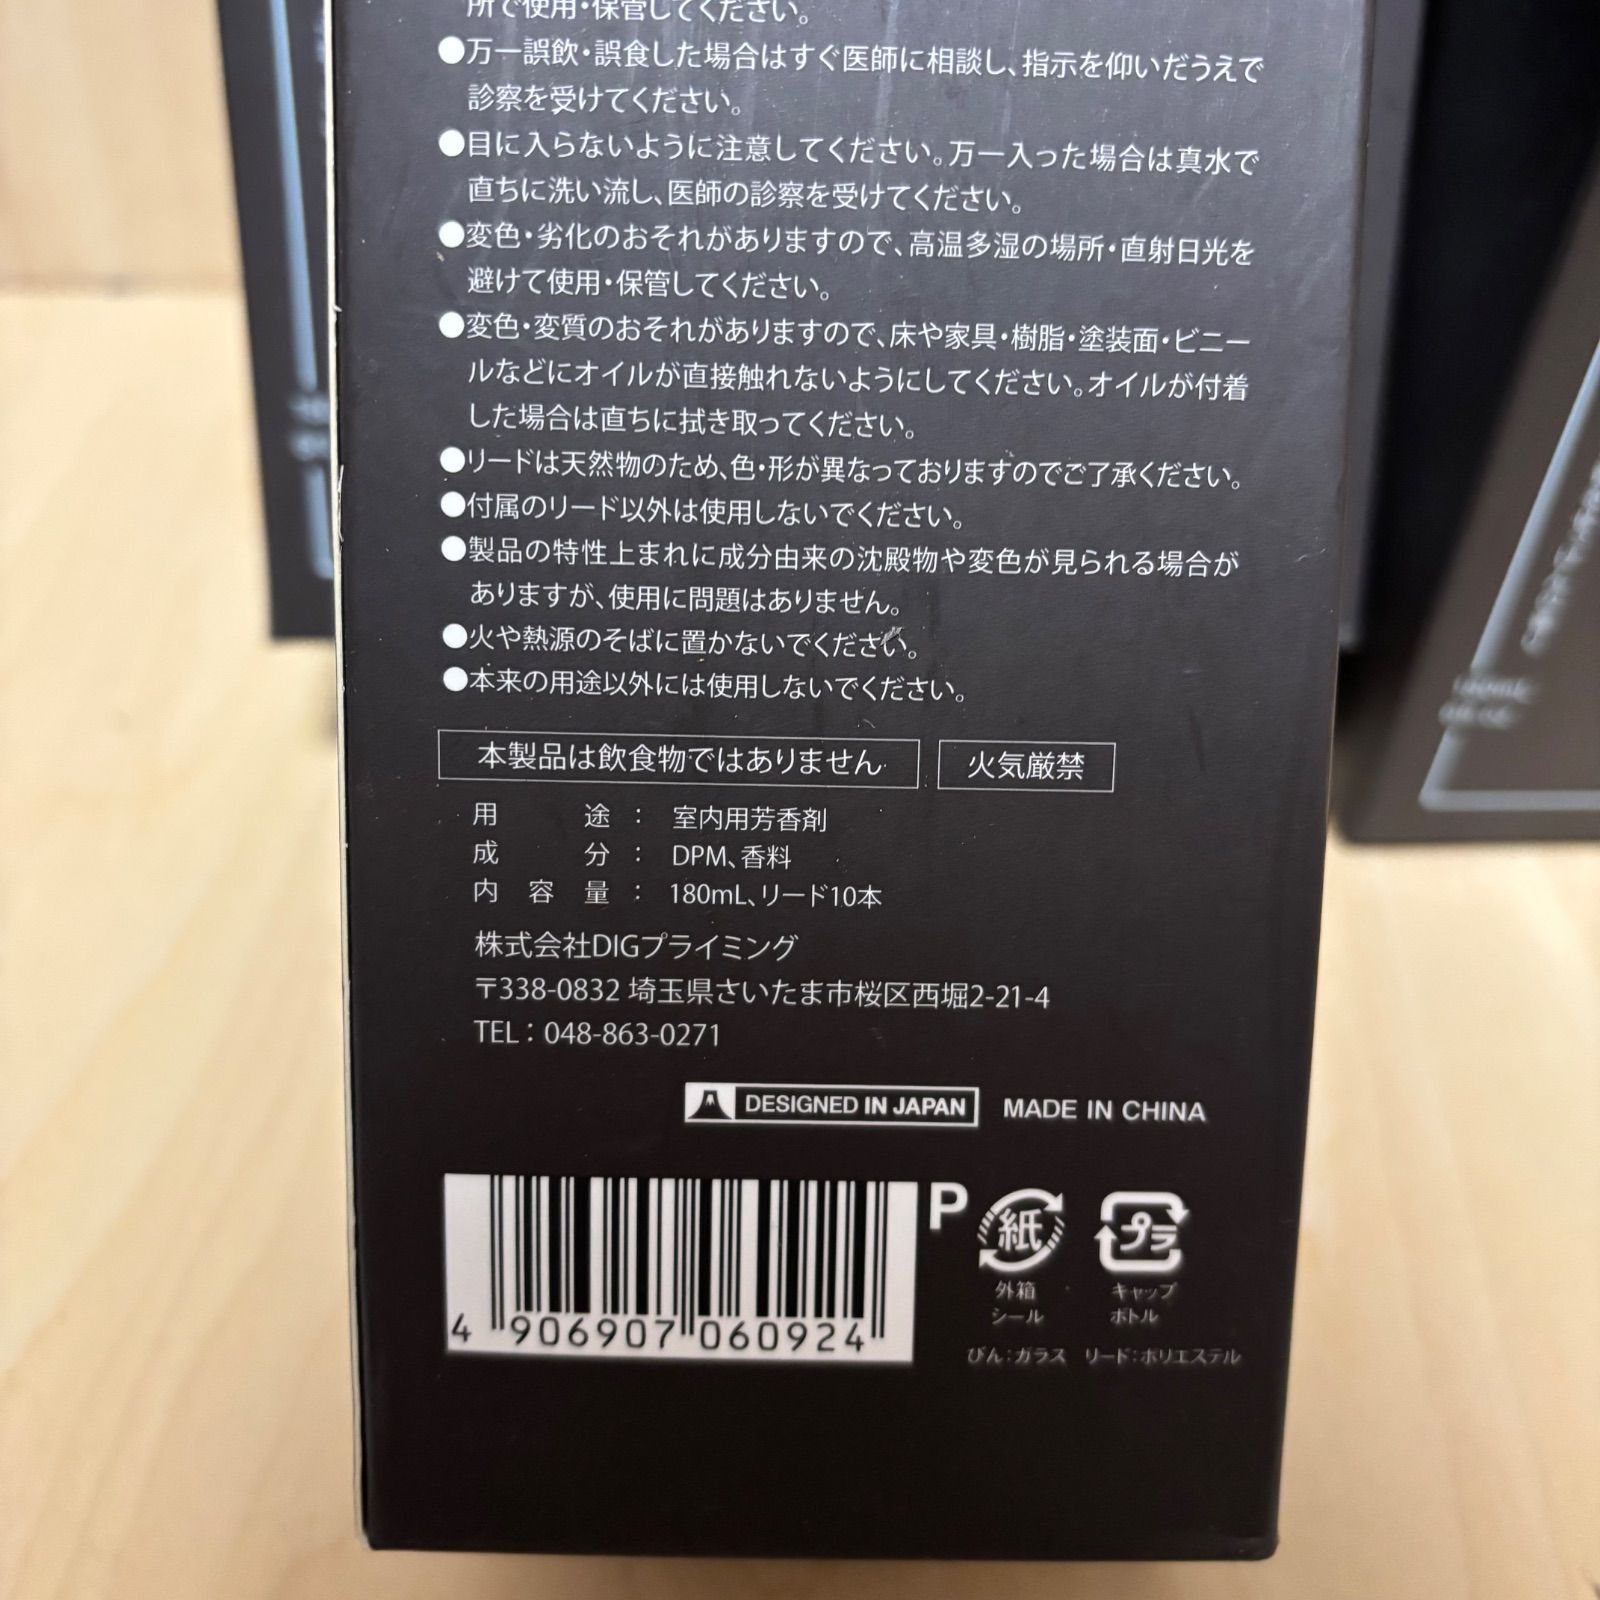 所で使用・保管してください。
●万一誤飲・誤食した場合はすぐ医師に相談し、指示を仰いだうえで
診察を受けてください。
●目に入らないように注意してください。万一入った場合は真水で
直ちに洗い流し、医師の診察を受けてください。
●変色・劣化のおそれがありますので、高温多湿の場所・直射日光を
避けて使用・保管してください。
●変色・変質のおそれがありますので、床や家具・樹脂・塗装面・ビニー
ルなどにオイルが直接触れないようにしてください。オイルが付着
した場合は直ちに拭き取ってください。
●リードは天然物のため、色・形が異なっておりますのでご了承ください。
●付属のリード以外は使用しないでください。
●製品の特性上まれに成分由来の沈殿物や変色が見られる場合が
ありますが、使用に問題はありません。
●火や熱源のそばに置かないでください。
●本来の用途以外には使用しないでください。
本製品は飲食物ではありません 火気厳禁
用途：室内用芳香剤
成分：DPM、香料
内容量：180mL、リード10本
株式会社DIGプライミング
〒338-0832 埼玉県さいたま市桜区西堀2-21-4
TEL：048-863-0271
DESIGNED IN JAPAN MADE IN CHINA
P 紙 プラ
外箱 キャップ
シール ボトル
びん：ガラス リード：ポリエステル
4 906907 060924